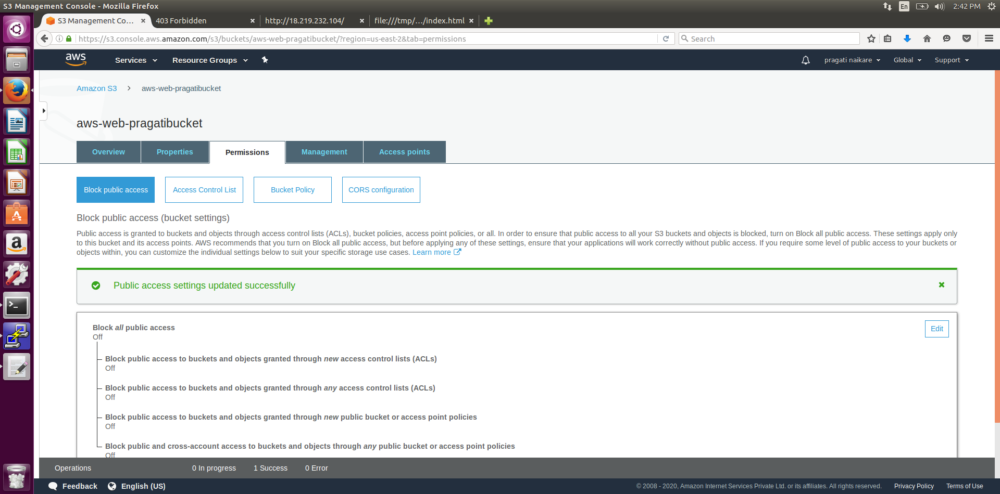 S3 Management Console - Mozilla Firefox
En
2:42 PM
S3 Management Co...
403 Forbidden
http://18.219.232.104/
file:///tmp/.../index.html
https://s3.console.aws.amazon.com/s3/buckets/aws-web-pragatibucket/?region=us-east-2&tab=permissions
Search
aws
Services
Resource Groups
pragati naikare
Global
Support
Amazon S3
aws-web-pragatibucket
aws-web-pragatibucket
Overview
Properties
Permissions
Management
Access points
Block public access
Access Control List
Bucket Policy
CORS configuration
Block public access (bucket settings)
Public access is granted to buckets and objects through access control lists (ACLs), bucket policies, access point policies, or all. In order to ensure that public access to all your S3 buckets and objects is blocked, turn on Block all public access. These settings apply only
to this bucket and its access points. AWS recommends that you turn on Block all public access, but before applying any of these settings, ensure that your applications will work correctly without public access. If you require some level of public access to your buckets or
objects within, you can customize the individual settings below to suit your specific storage use cases. Learn more
Public access settings updated successfully
Block all public access
Off
Edit
Block public access to buckets and objects granted through new access control lists (ACLs)
Off
Block public access to buckets and objects granted through any access control lists (ACLs)
Off
Block public access to buckets and objects granted through new public bucket or access point policies
Off
Block public and cross-account access to buckets and objects through any public bucket or access point policies
Off
Operations
0 In progress
1 Success
0 Error
Feedback
English (US)
© 2008 - 2020, Amazon Internet Services Private Ltd. or its affiliates. All rights reserved.
Privacy Policy
Terms of Use